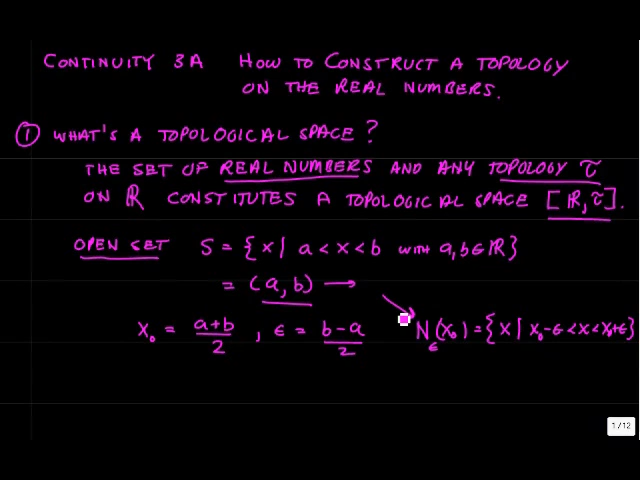 CONTINUITY 3A HOW TO CONSTRUCT A TOPOLOGY
ON THE REAL NUMBERS.
① WHAT'S A TOPOLOGICAL SPACE?
THE SET OF REAL NUMBERS AND ANY TOPOLOGY τ
ON ℝ CONSTITUTES A TOPOLOGICAL SPACE [ℝ, τ].
OPEN SET S = {x| a < x < b WITH a, b ∈ ℝ}
= (a, b) →
x₀ = a+b/2 , ε = b-a/2 N_ε(x₀) = {x| x₀-ε < x < x₀+ε}
1/12